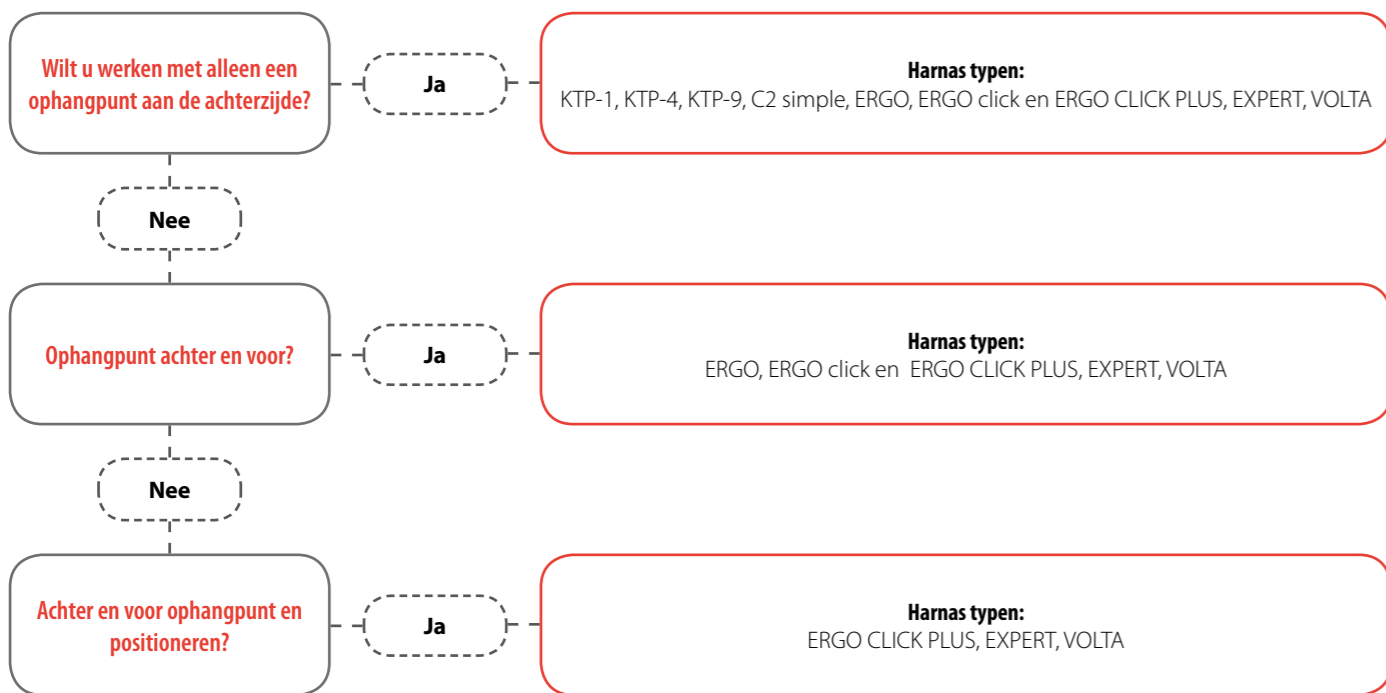 Wilt u werken met alleen een
ophangpunt aan de achterzijde?
Ja
Harnas typen:
KTP-1, KTP-4, KTP-9, C2 simple, ERGO, ERGO click en ERGO CLICK PLUS, EXPERT, VOLTA
Nee
Ophangpunt achter en voor?
Ja
Harnas typen:
ERGO, ERGO click en ERGO CLICK PLUS, EXPERT, VOLTA
Nee
Achter en voor ophangpunt en
positioneren?
Ja
Harnas typen:
ERGO CLICK PLUS, EXPERT, VOLTA